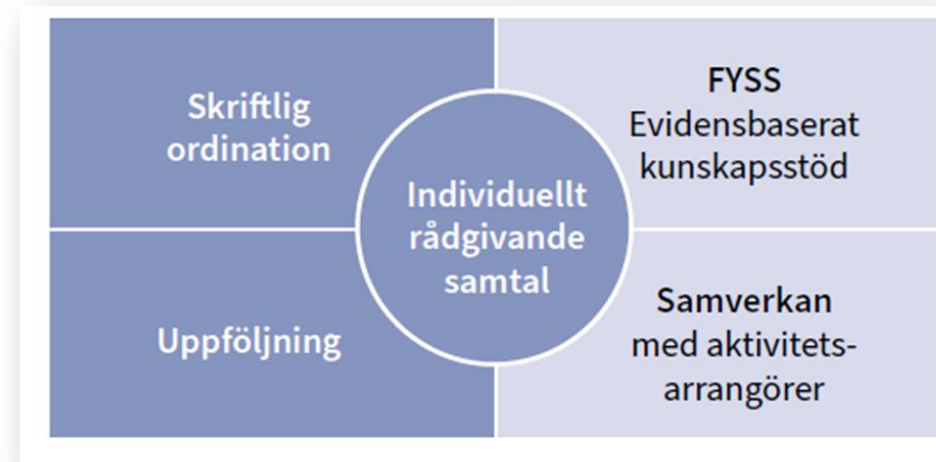 Skriftlig
ordination
FYSS
Evidensbaserat
kunskapsstöd
Individuellt
rådgivande
samtal
Uppföljning
Samverkan
med aktivitets-
arrangörer